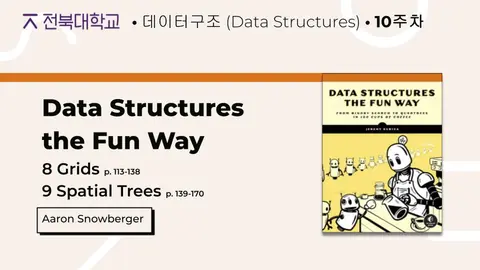 전북대학교 • 데이터구조 (Data Structures) • 10주차
Data Structures
the Fun Way
8 Grids p. 113-138
9 Spatial Trees p. 139-170
Aaron Snowberger
DATA STRUCTURES
THE FUN WAY
FROM BINARY SEARCH TO QUADTREES
IN 100 CUPS OF COFFEE
JEREMY KUBICA